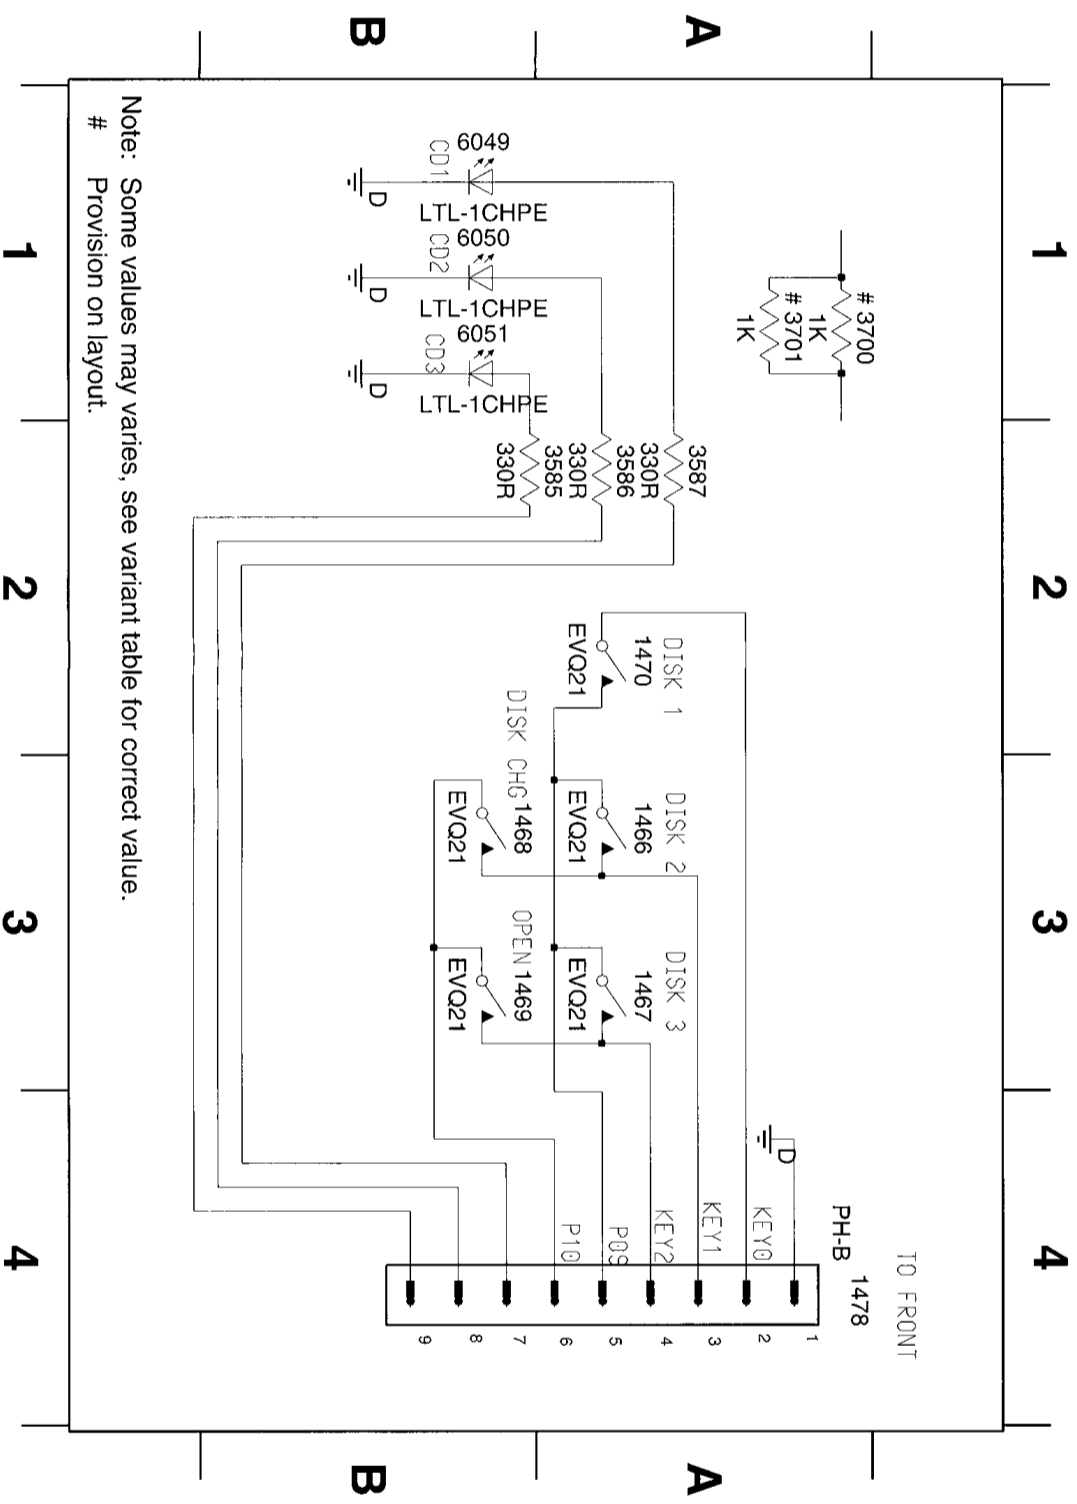 A
B
1
2
3
4
TO FRONT
PH-B
1478
# 3700
1K
# 3701
1K
6049
CD1
LTL-1CHPE
6050
CD2
LTL-1CHPE
6051
CD3
LTL-1CHPE
D
D
D
3587
330R
3586
330R
3585
330R
DISK 1
1470
EVQ21
DISK 2
1466
EVQ21
DISK 3
1467
EVQ21
DISK CHG
1468
EVQ21
OPEN
1469
EVQ21
D
KEY0
KEY1
KEY2
P09
P10
1
2
3
4
5
6
7
8
9
Note: Some values may varies, see variant table for correct value.
# Provision on layout.
1
2
3
4
A
B